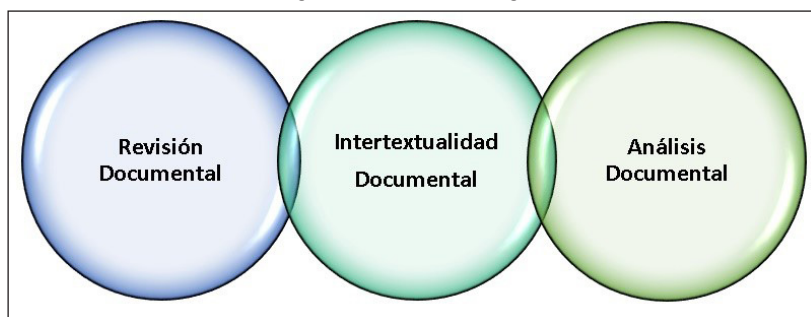 Revisión
Documental
Intertextualidad
Documental
Análisis
Documental